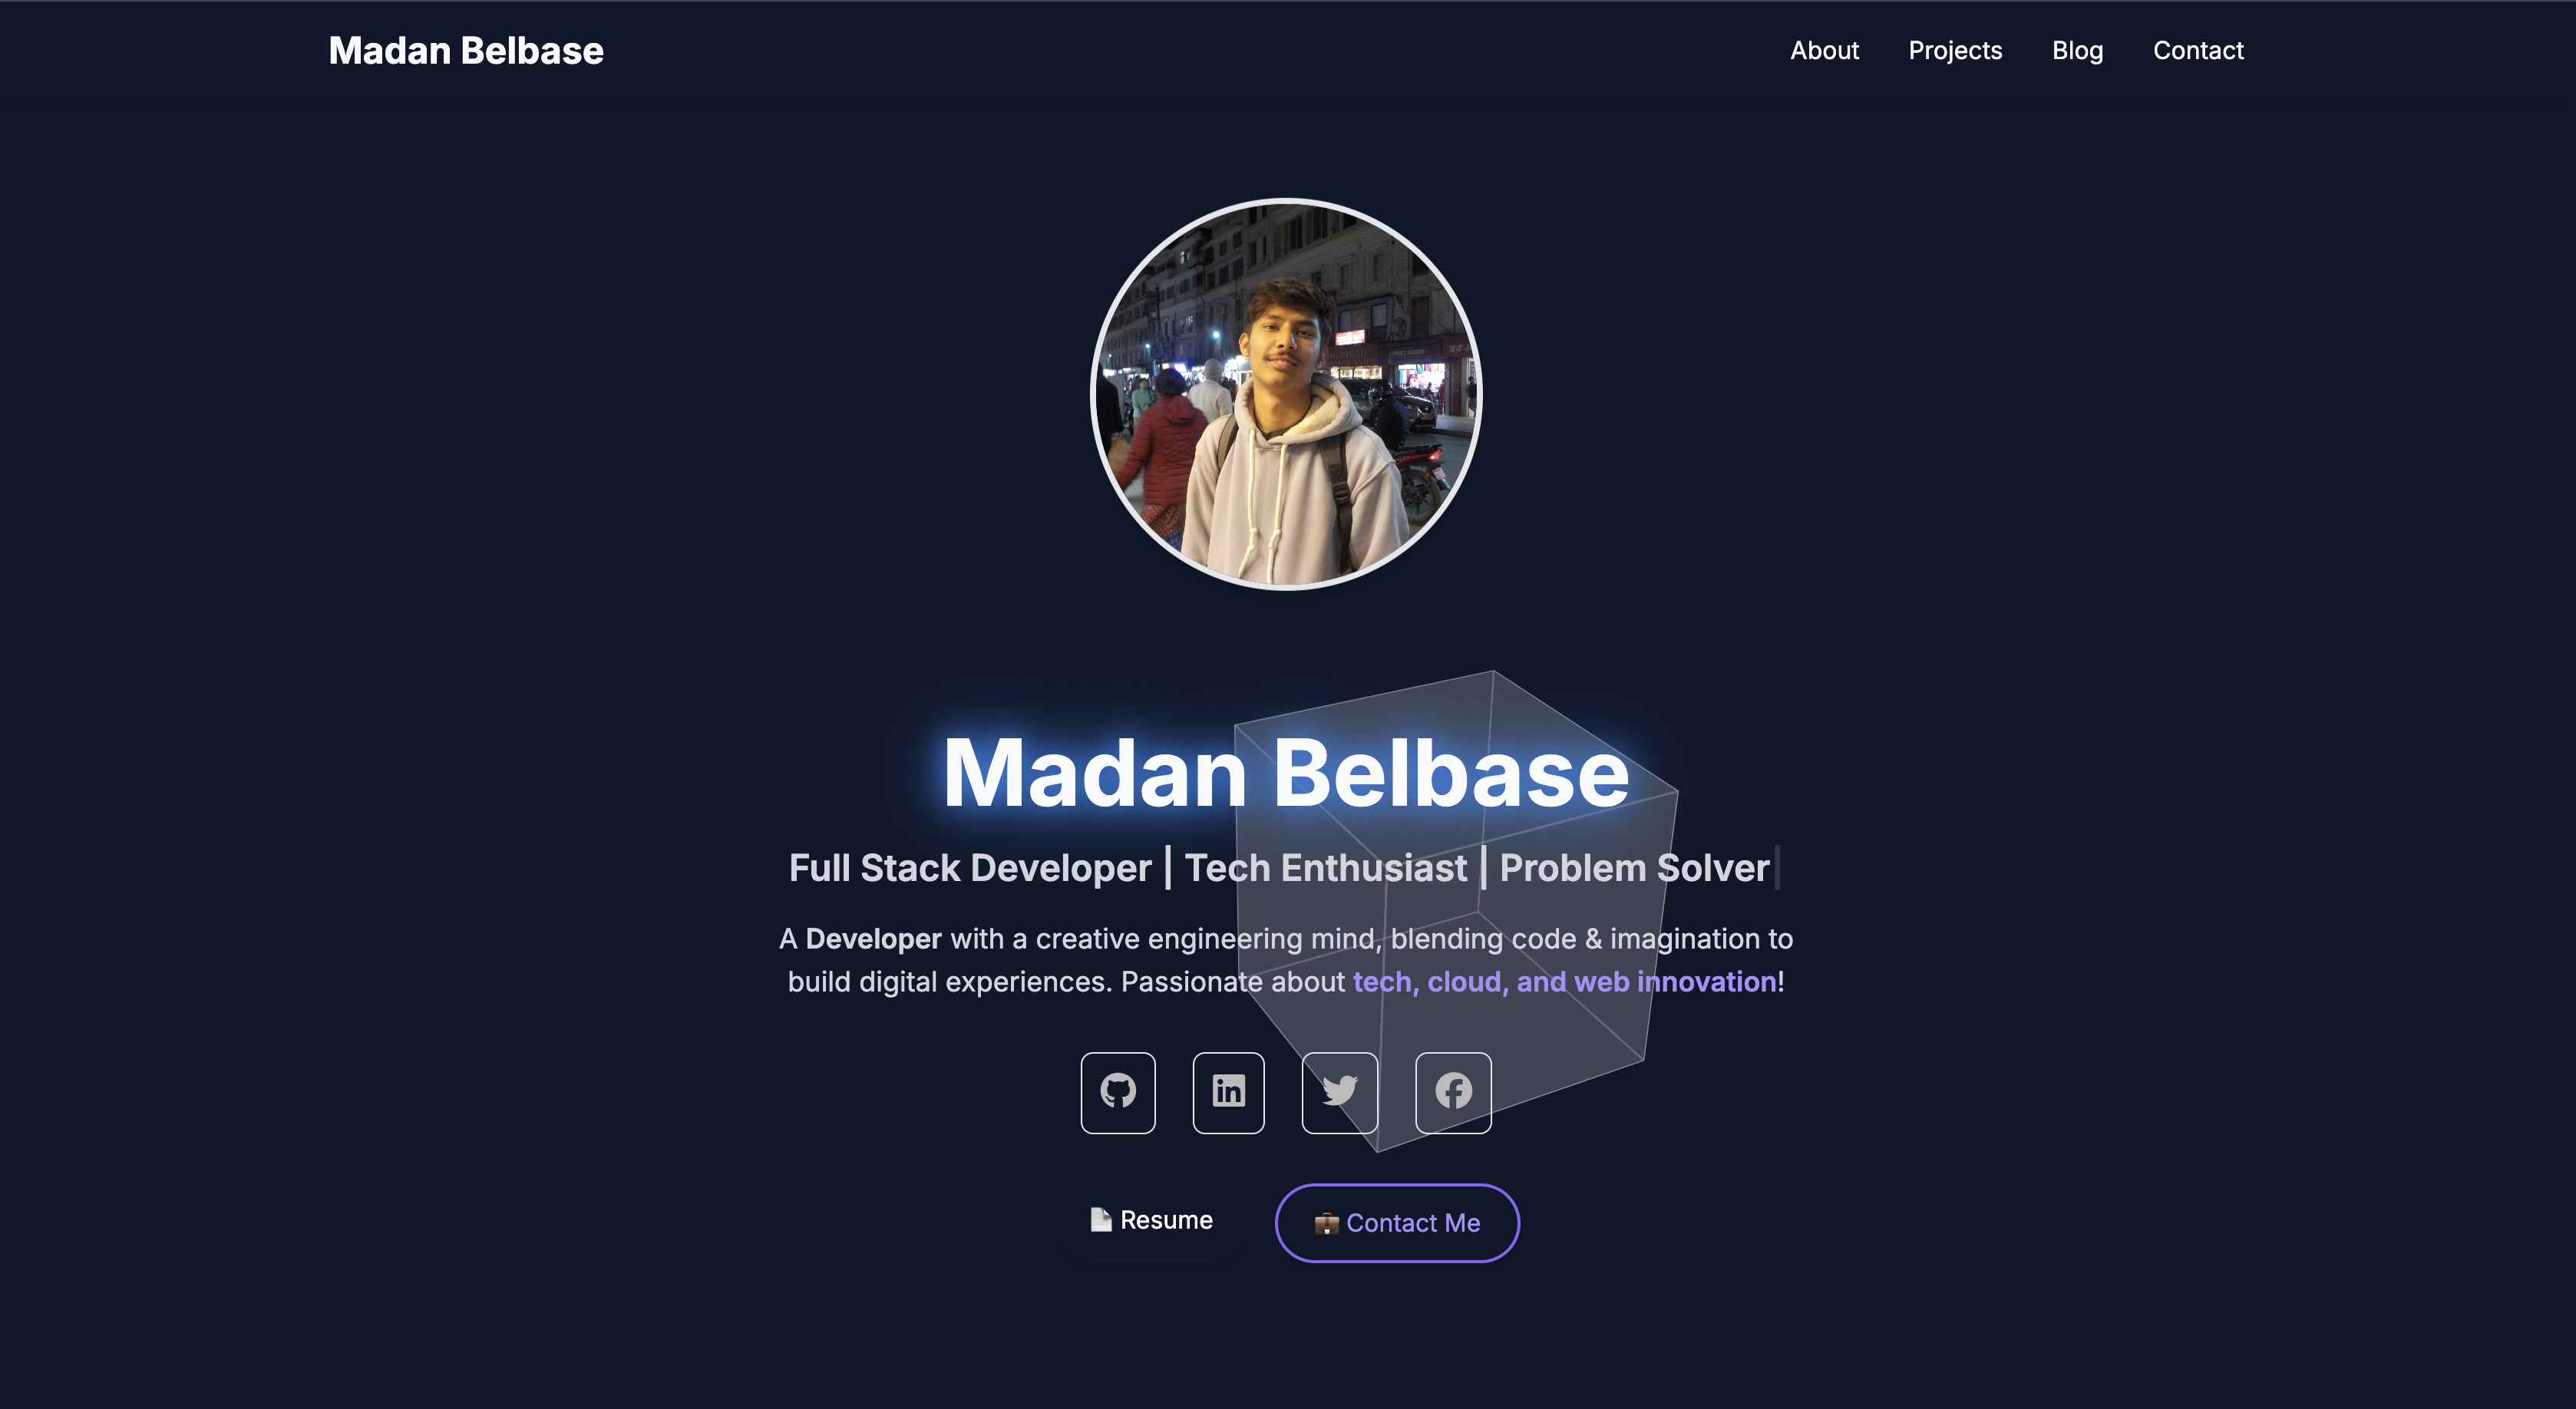 Madan Belbase
About Projects Blog Contact
Madan Belbase
Full Stack Developer | Tech Enthusiast | Problem Solver
A Developer with a creative engineering mind, blending code & imagination to
build digital experiences. Passionate about tech, cloud, and web innovation!
Resume Contact Me